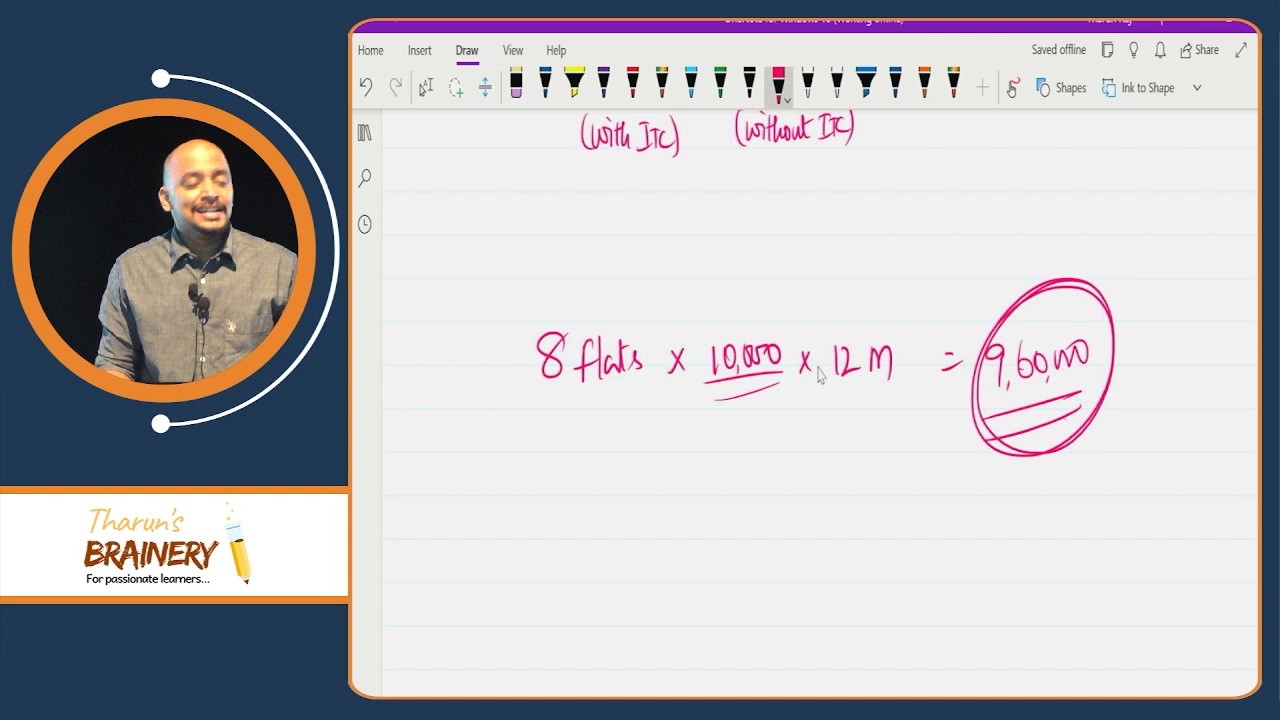 Home Insert Draw View Help Saved offline Share
Shapes Ink to Shape
(with ITC) (without ITC)
8 flats x 10,000 x 12 M = 9,60,000
Tharun's
BRAINERY
For passionate learners...